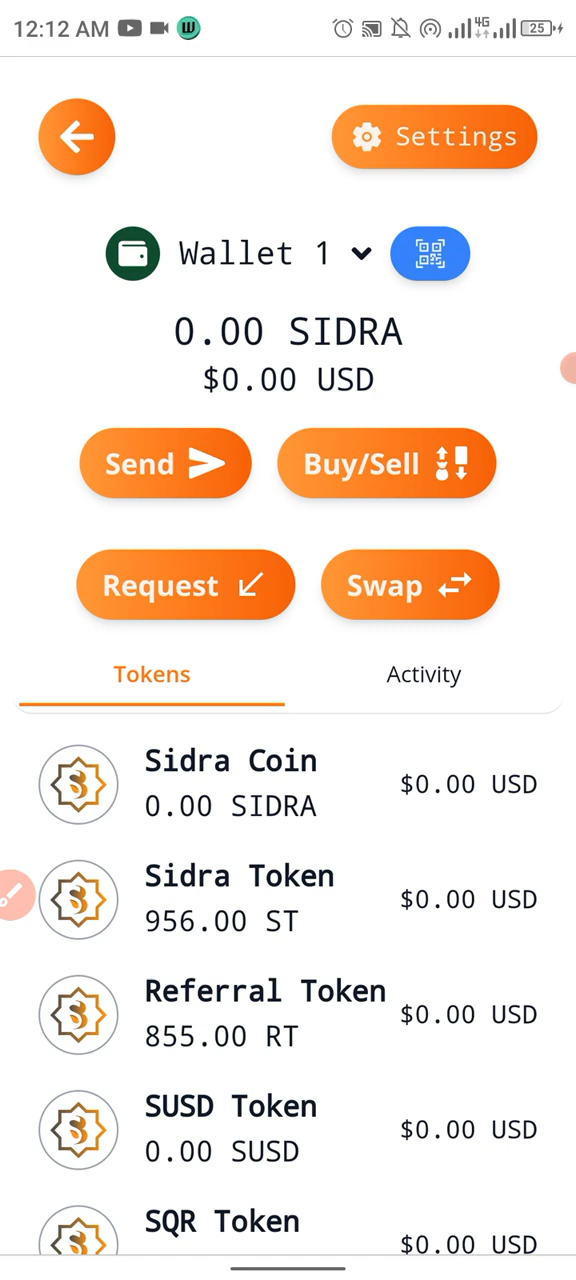 12:12 AM
4G
25
Settings
Wallet 1
0.00 SIDRA
$0.00 USD
Send
Buy/Sell
Request
Swap
Tokens
Activity
Sidra Coin
0.00 SIDRA
$0.00 USD
Sidra Token
956.00 ST
$0.00 USD
Referral Token
855.00 RT
$0.00 USD
SUSD Token
0.00 SUSD
$0.00 USD
SQR Token
$0.00 USD